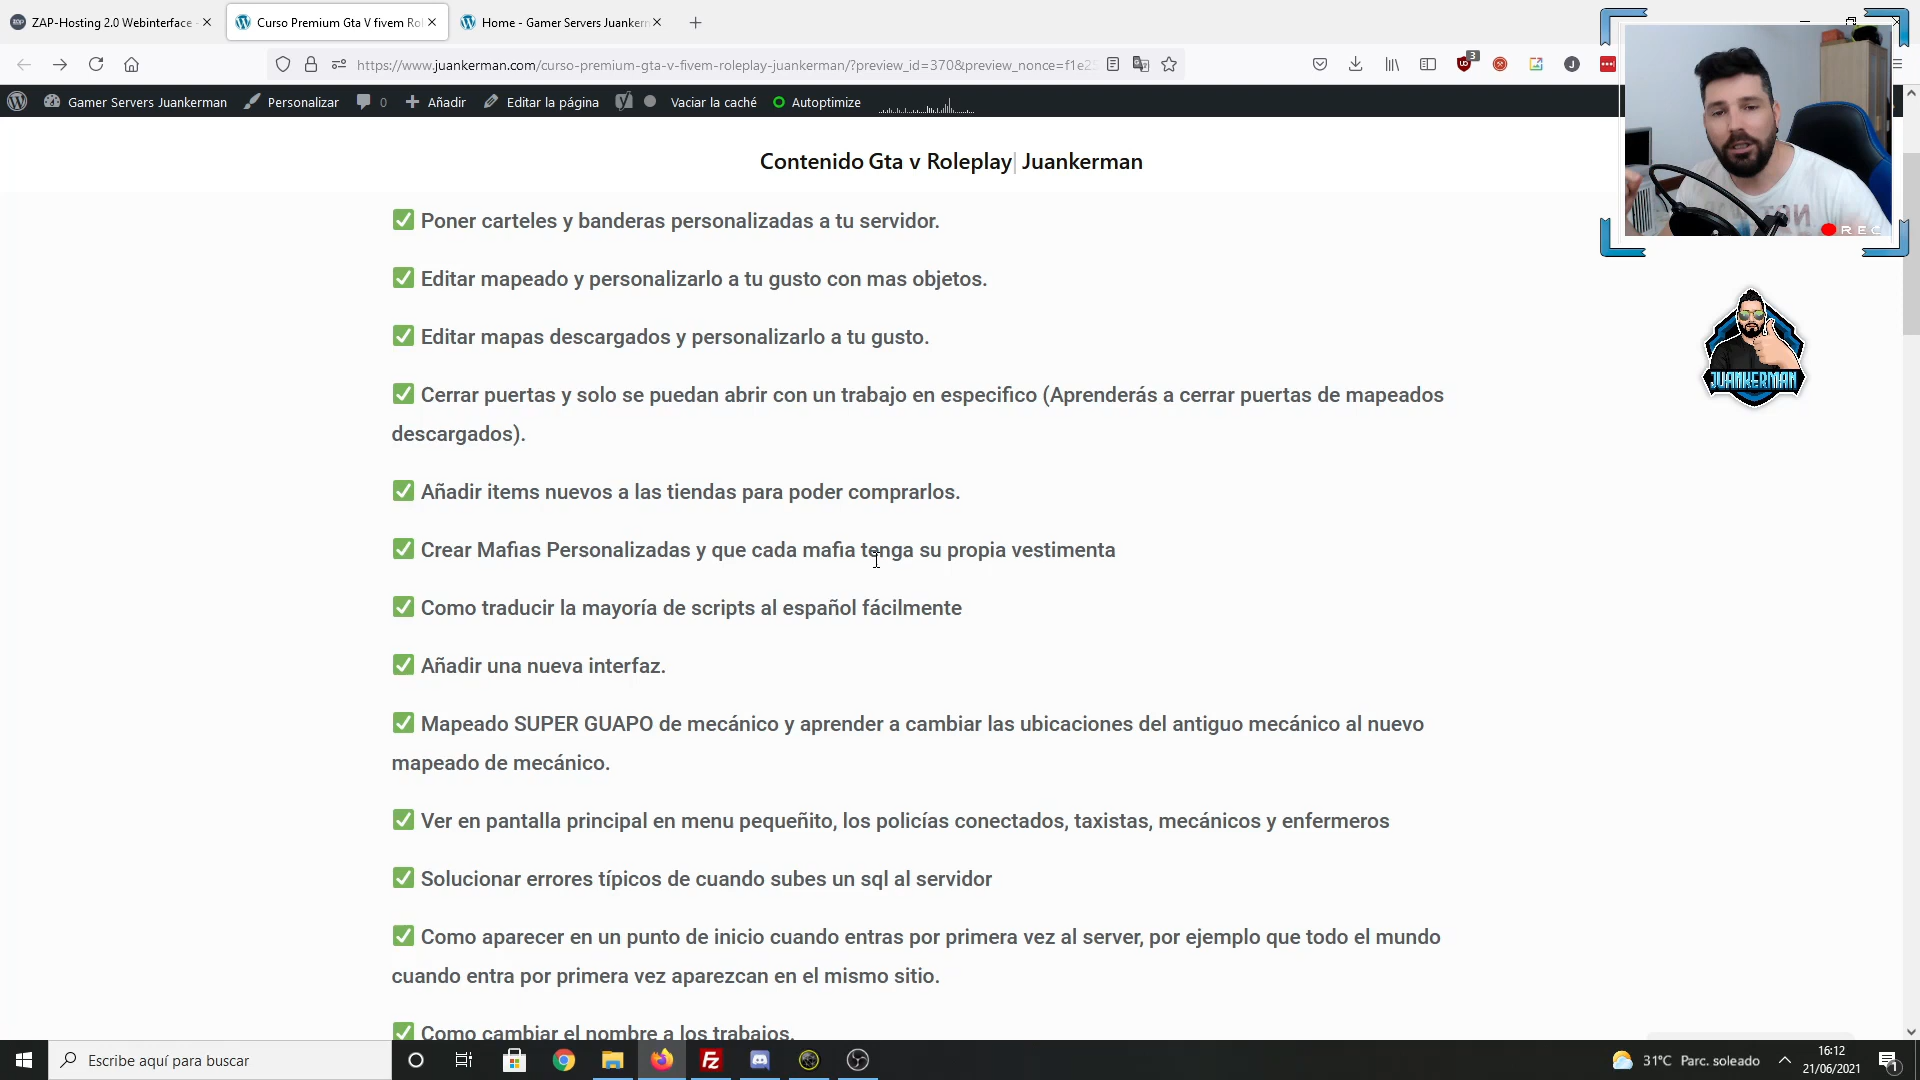 ZAP-Hosting 2.0 Webinterface
Curso Premium Gta V fivem Rol
Home - Gamer Servers Juankerm
https://www.juankerman.com/curso-premium-gta-v-fivem-roleplay-juankerman/?preview_id=370&preview_nonce=f1e25
3
Gamer Servers Juankerman
Personalizar
0
Añadir
Editar la página
Vaciar la caché
Autoptimize
Contenido Gta v Roleplay| Juankerman
REC
JUANKERMAN
✅ Poner carteles y banderas personalizadas a tu servidor.
✅ Editar mapeado y personalizarlo a tu gusto con mas objetos.
✅ Editar mapas descargados y personalizarlo a tu gusto.
✅ Cerrar puertas y solo se puedan abrir con un trabajo en especifico (Aprenderás a cerrar puertas de mapeados
descargados).
✅ Añadir items nuevos a las tiendas para poder comprarlos.
✅ Crear Mafias Personalizadas y que cada mafia tenga su propia vestimenta
✅ Como traducir la mayoría de scripts al español fácilmente
✅ Añadir una nueva interfaz.
✅ Mapeado SUPER GUAPO de mecánico y aprender a cambiar las ubicaciones del antiguo mecánico al nuevo
mapeado de mecánico.
✅ Ver en pantalla principal en menu pequeñito, los policías conectados, taxistas, mecánicos y enfermeros
✅ Solucionar errores típicos de cuando subes un sql al servidor
✅ Como aparecer en un punto de inicio cuando entras por primera vez al server, por ejemplo que todo el mundo
cuando entra por primera vez aparezcan en el mismo sitio.
✅ Como cambiar el nombre a los trabajos.
Escribe aquí para buscar
31°C Parc. soleado
16:12
21/06/2021
1